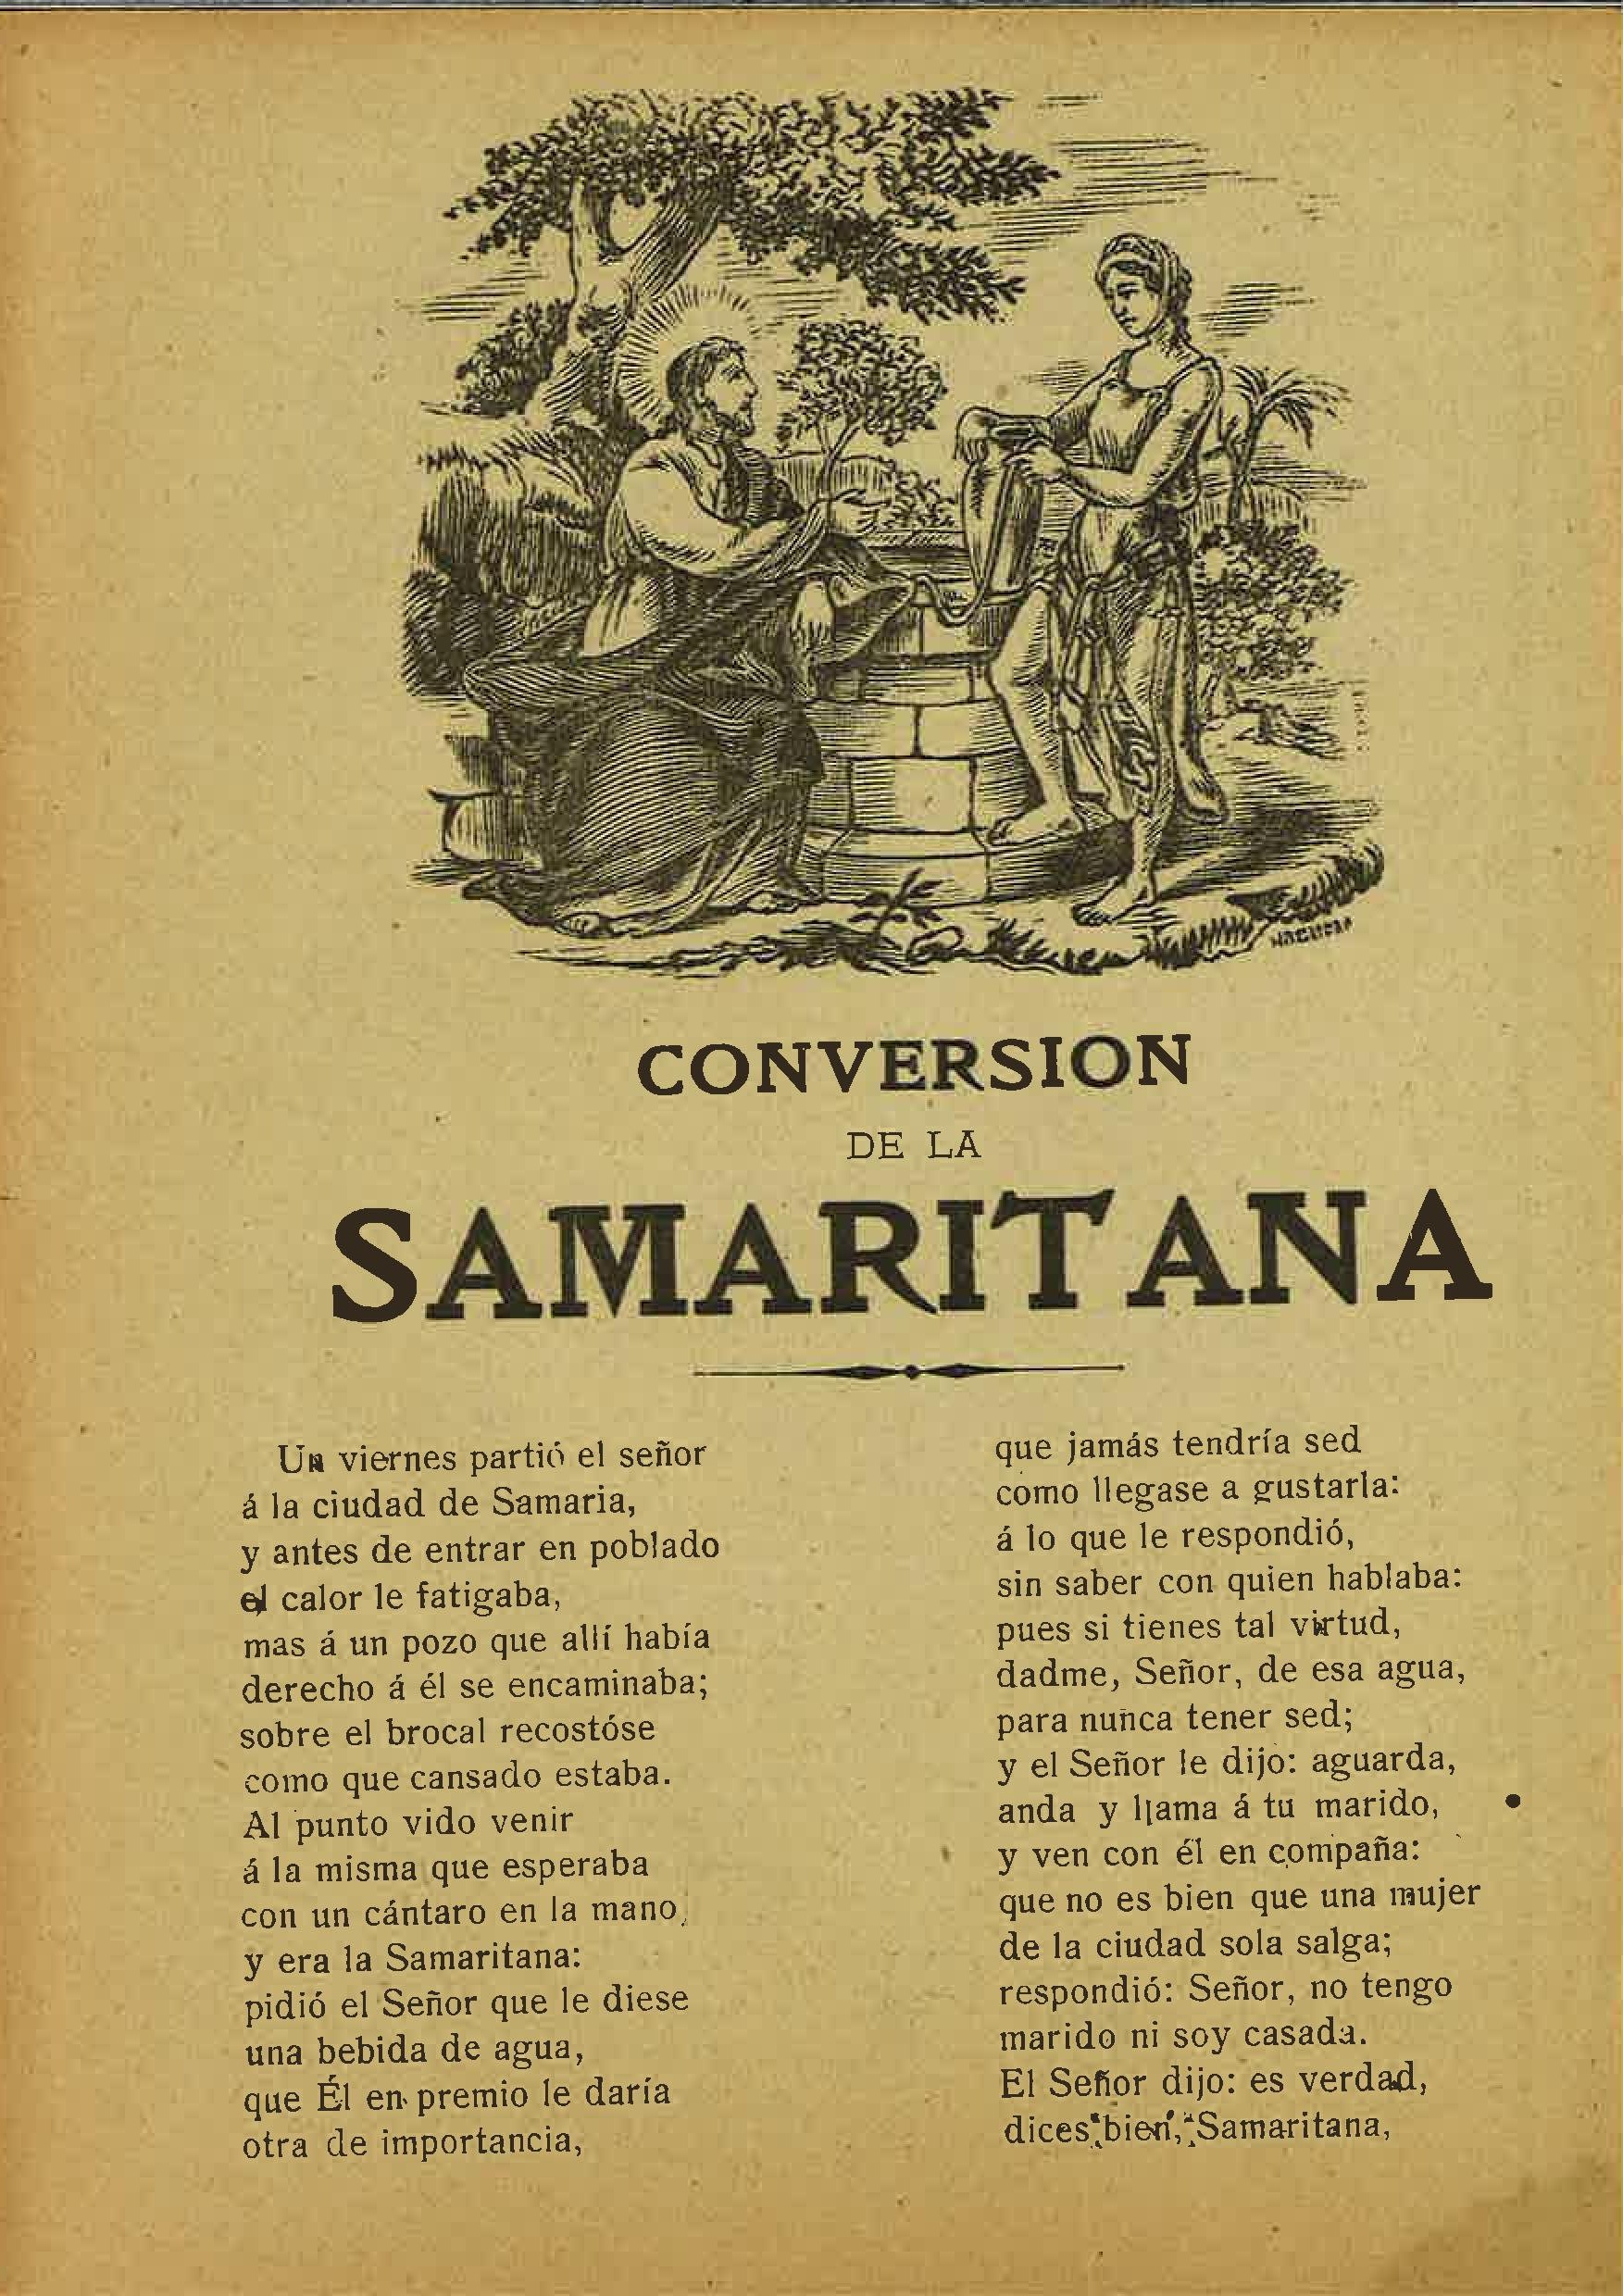 CONVERSION
DE LA
SAMARITANA
Un viernes partió el señor
á la ciudad de Samaria,
y antes de entrar en poblado
el calor le fatigaba,
mas á un pozo que allí había
derecho á él se encaminaba;
sobre el brocal recostóse
como que cansado estaba.
Al punto vido venir
á la misma que esperaba
con un cántaro en la mano,
y era la Samaritana:
pidió el Señor que le diese
una bebida de agua,
que Él en premio le daría
otra de importancia,
que jamás tendría sed
como llegase a gustarla:
á lo que le respondió,
sin saber con quien hablaba:
pues si tienes tal virtud,
dadme, Señor, de esa agua,
para nunca tener sed;
y el Señor le dijo: aguarda,
anda y llama á tu marido,
y ven con él en compaña:
que no es bien que una mujer
de la ciudad sola salga;
respondió: Señor, no tengo
marido ni soy casada.
El Señor dijo: es verdad,
dices bien, Samaritana,